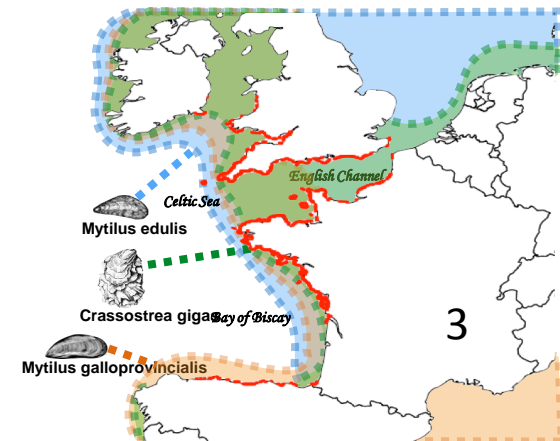 English Channel
Celtic Sea
Mytilus edulis
Crassostrea gigas
Bay of Biscay
3
Mytilus galloprovincialis